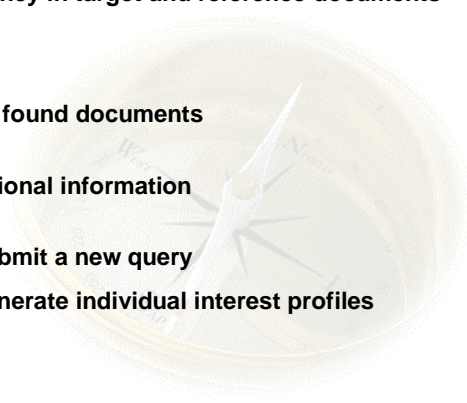 ncy in target and reference documents
found documents
ional information
bmit a new query
nerate individual interest profiles